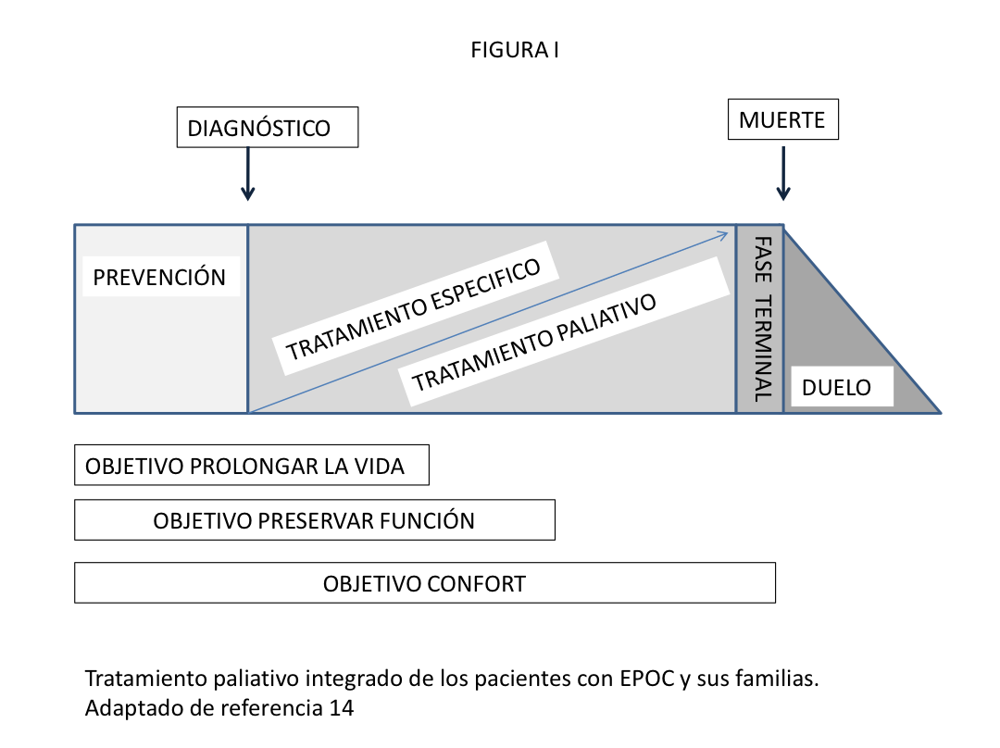 FIGURA I
DIAGNÓSTICO
MUERTE
PREVENCIÓN
TRATAMIENTO ESPECIFICO
TRATAMIENTO PALIATIVO
FASE TERMINAL
DUELO
OBJETIVO PROLONGAR LA VIDA
OBJETIVO PRESERVAR FUNCIÓN
OBJETIVO CONFORT
Tratamiento paliativo integrado de los pacientes con EPOC y sus familias.
Adaptado de referencia 14